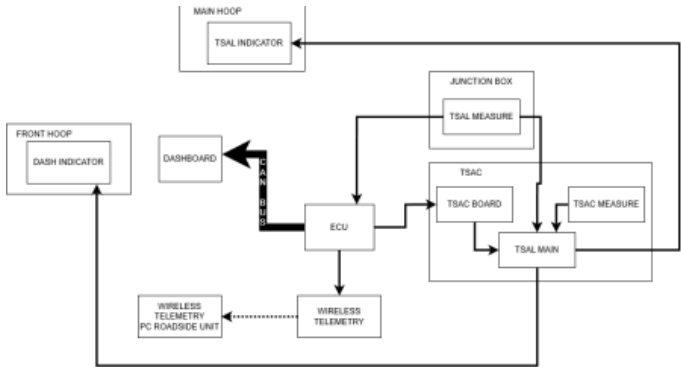 MAIN HOOP
TSAL INDICATOR
JUNCTION BOX
TSAL MEASURE
FRONT HOOP
DASH INDICATOR
DASHBOARD
CAN BUS
TSAC
TSAC BOARD
TSAC MEASURE
ECU
TSAL MAIN
WIRELESS
TELEMETRY
PC ROADSIDE UNIT
WIRELESS
TELEMETRY